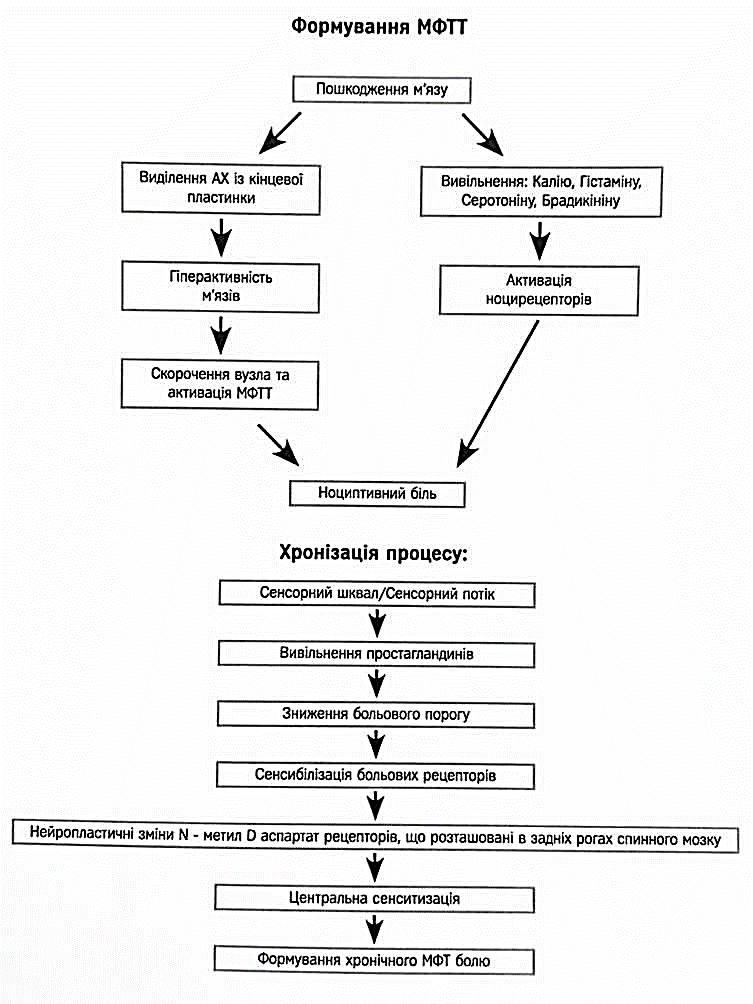 Формування МФТТ
Пошкодження м'язу
Виділення АХ із кінцевої
пластинки
Вивільнення: Калію, Гістаміну,
Серотоніну, Брадикініну
Гіперактивність
м'язів
Активація
ноцирецепторів
Скорочення вузла та
активація МФТТ
Ноциптивний біль
Хронізація процесу:
Сенсорний шквал/Сенсорний потік
Вивільнення простагландинів
Зниження больового порогу
Сенсибілізація больових рецепторів
Нейропластичні зміни N - метил D аспартат рецепторів, що розташовані в задніх рогах спинного мозку
Центральна сенситизація
Формування хронічного МФТ болю